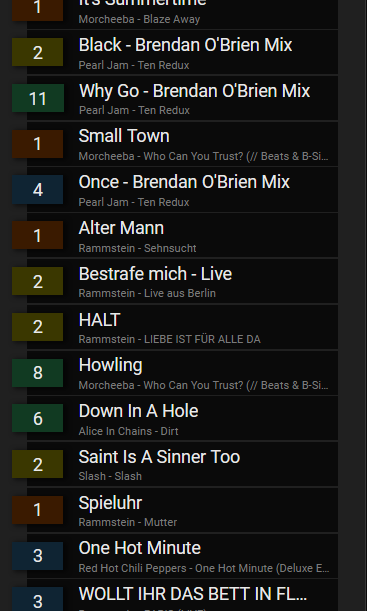 1
It's Summertime
Morcheeba - Blaze Away
2
Black - Brendan O'Brien Mix
Pearl Jam - Ten Redux
11
Why Go - Brendan O'Brien Mix
Pearl Jam - Ten Redux
1
Small Town
Morcheeba - Who Can You Trust? (// Beats & B-Si...
4
Once - Brendan O'Brien Mix
Pearl Jam - Ten Redux
1
Alter Mann
Rammstein - Sehnsucht
2
Bestrafe mich - Live
Rammstein - Live aus Berlin
2
HALT
Rammstein - LIEBE IST FÜR ALLE DA
8
Howling
Morcheeba - Who Can You Trust? (// Beats & B-Si...
6
Down In A Hole
Alice In Chains - Dirt
2
Saint Is A Sinner Too
Slash - Slash
1
Spieluhr
Rammstein - Mutter
3
One Hot Minute
Red Hot Chili Peppers - One Hot Minute (Deluxe E...
3
WOLLT IHR DAS BETT IN FL...